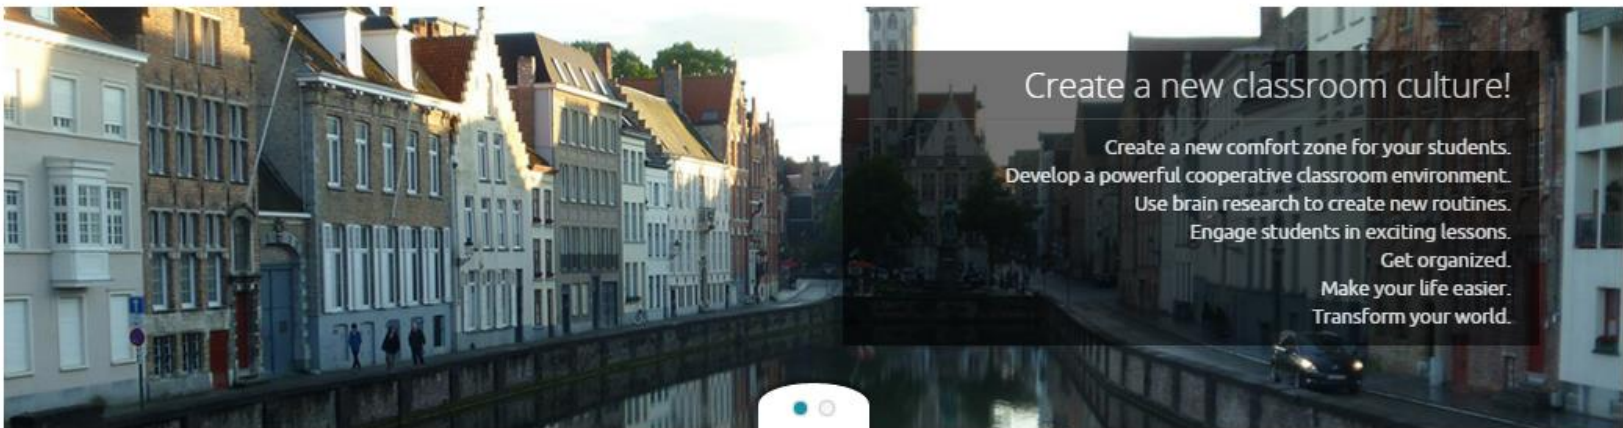 Create a new classroom culture!
Create a new comfort zone for your students.
Develop a powerful cooperative classroom environment.
Use brain research to create new routines.
Engage students in exciting lessons.
Get organized.
Make your life easier.
Transform your world.